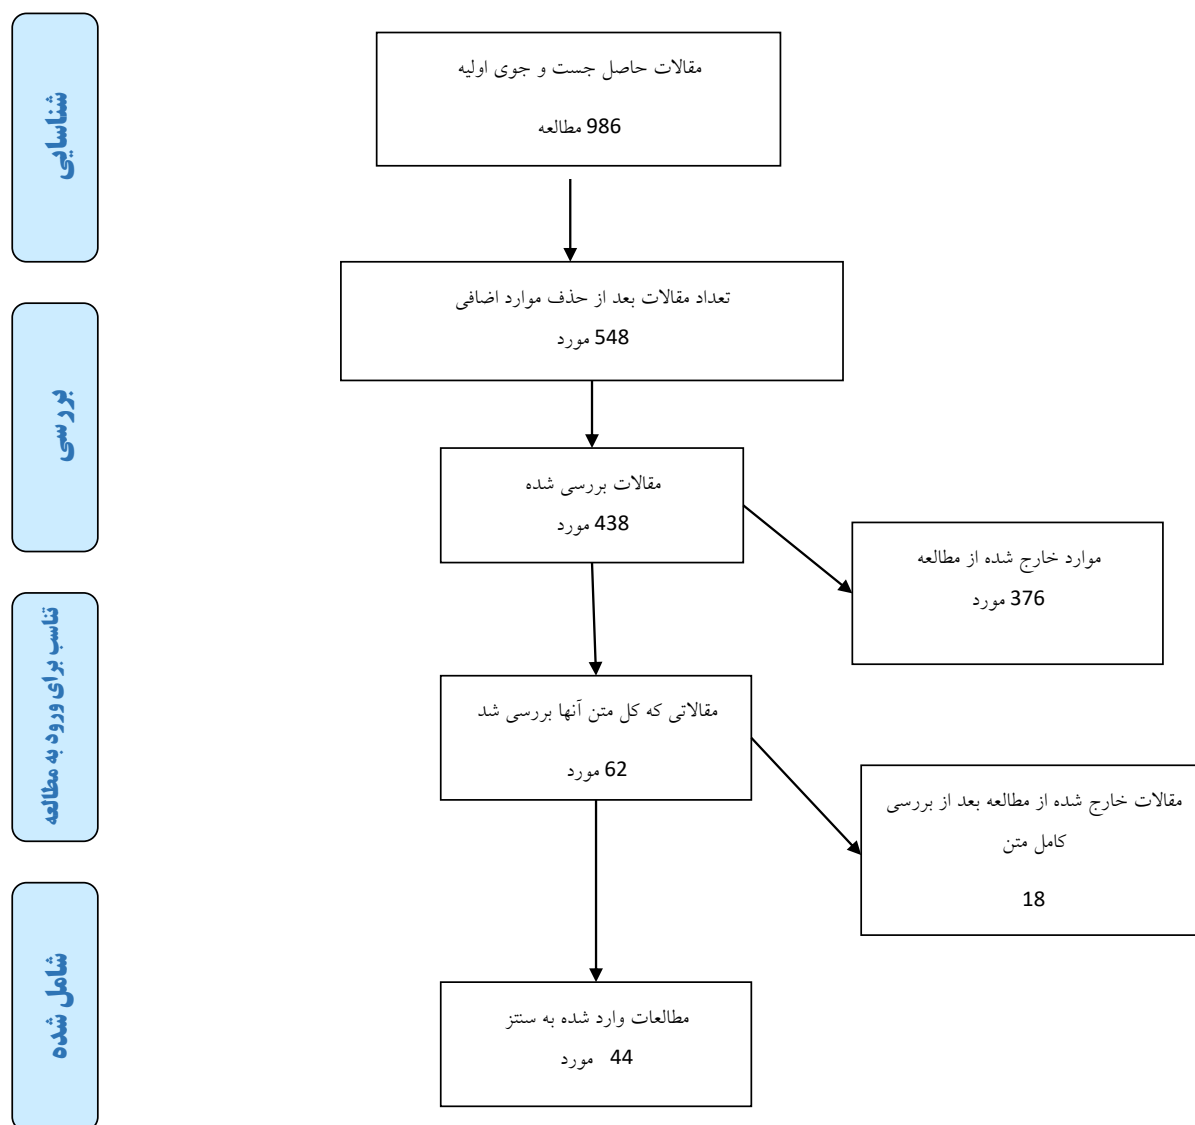 شناسایی
مقالات حاصل جست و جوی اولیه
986 مطالعه
تعداد مقالات بعد از حذف موارد اضافی
548 مورد
بررسی
مقالات بررسی شده
438 مورد
موارد خارج شده از مطالعه
376 مورد
تناسب برای ورود به مطالعه
مقالاتی که کل متن آنها بررسی شد
62 مورد
مقالات خارج شده از مطالعه بعد از بررسی
کامل متن
18
شامل شده
مطالعات وارد شده به سنتز
44 مورد